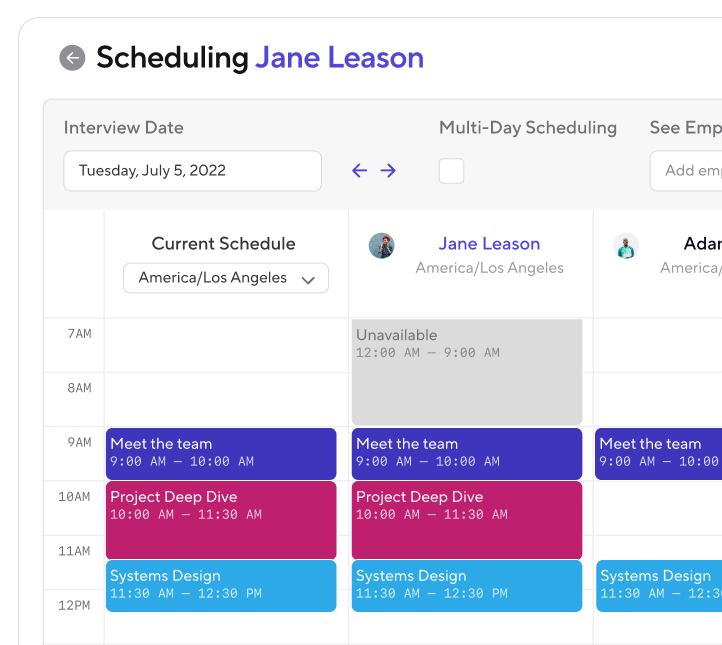 Scheduling Jane Leason
Interview Date
Multi-Day Scheduling
See Emp
Tuesday, July 5, 2022
Add emp
Current Schedule
America/Los Angeles
Jane Leason
America/Los Angeles
Adar
America/
7AM
8AM
9AM
10AM
11AM
12PM
Meet the team
9:00 AM – 10:00 AM
Project Deep Dive
10:00 AM – 11:30 AM
Systems Design
11:30 AM – 12:30 PM
Unavailable
12:00 AM – 9:00 AM
Meet the team
9:00 AM – 10:00 AM
Project Deep Dive
10:00 AM – 11:30 AM
Systems Design
11:30 AM – 12:30 PM
Meet the team
9:00 AM – 10:00
Systems Design
11:30 AM – 12:3